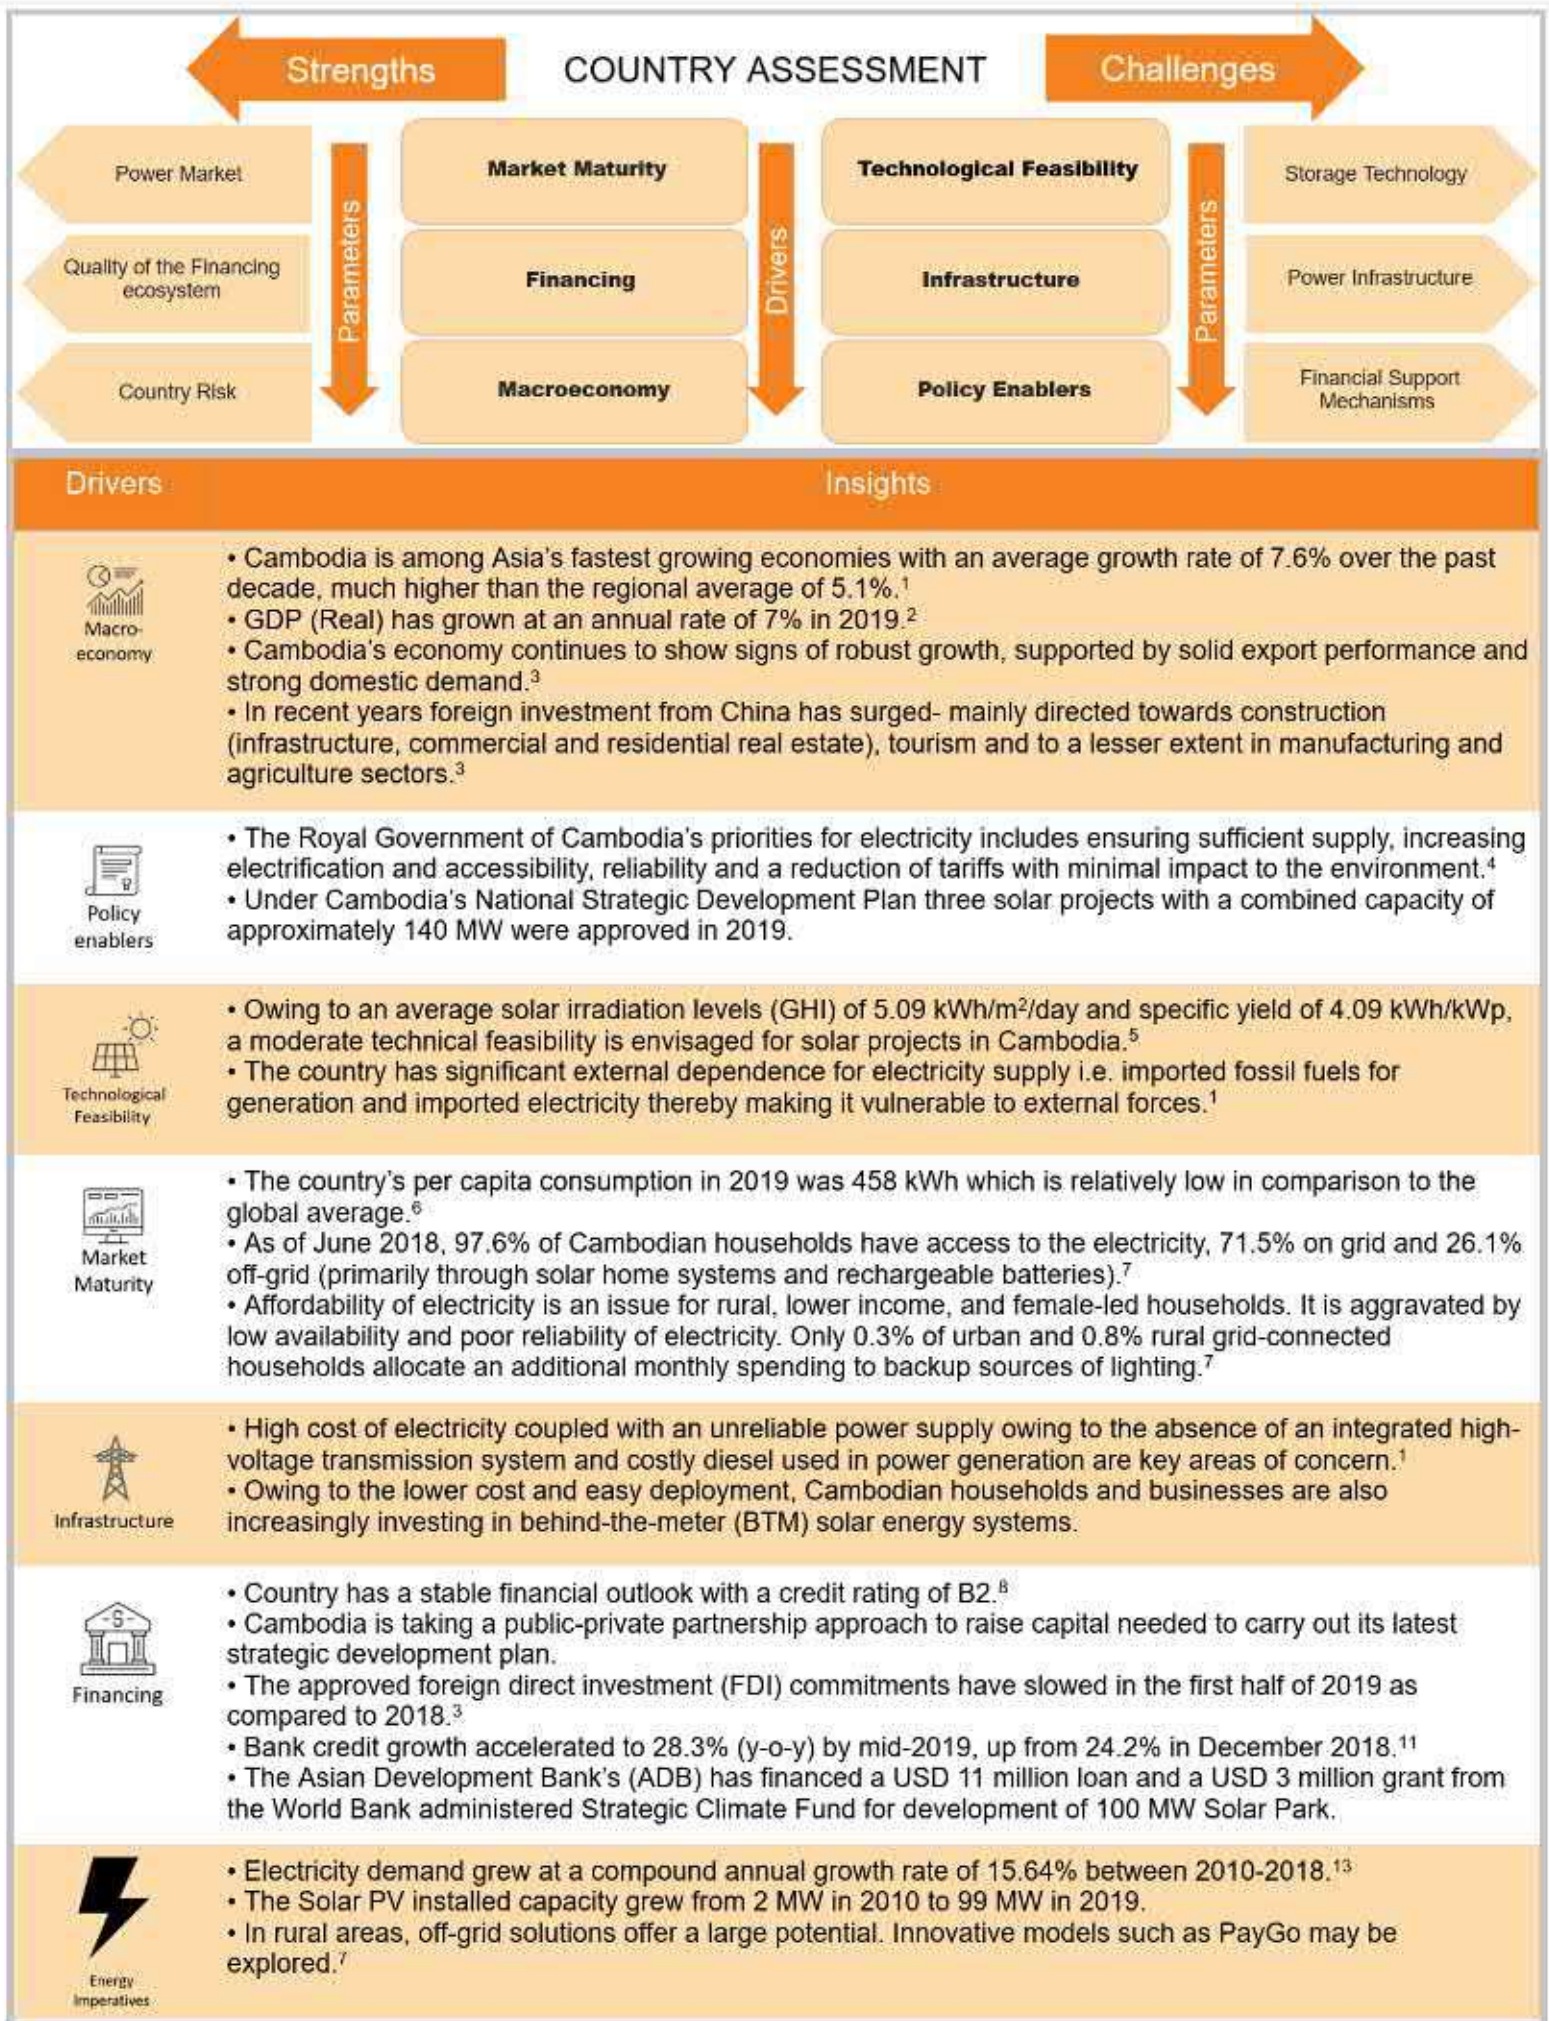 Strengths
COUNTRY ASSESSMENT
Challenges
Power Market
Quality of the Financing
ecosystem
Country Risk
Parameters
Market Maturity
Financing
Macroeconomy
Drivers
Technological Feasibility
Infrastructure
Policy Enablers
Parameters
Storage Technology
Power Infrastructure
Financial Support
Mechanisms
Drivers
Insights
Macro-
economy
• Cambodia is among Asia's fastest growing economies with an average growth rate of 7.6% over the past
decade, much higher than the regional average of 5.1%.¹
• GDP (Real) has grown at an annual rate of 7% in 2019.²
• Cambodia's economy continues to show signs of robust growth, supported by solid export performance and
strong domestic demand.³
• In recent years foreign investment from China has surged- mainly directed towards construction
(infrastructure, commercial and residential real estate), tourism and to a lesser extent in manufacturing and
agriculture sectors.³
Policy
enablers
• The Royal Government of Cambodia's priorities for electricity includes ensuring sufficient supply, increasing
electrification and accessibility, reliability and a reduction of tariffs with minimal impact to the environment.⁴
• Under Cambodia's National Strategic Development Plan three solar projects with a combined capacity of
approximately 140 MW were approved in 2019.
Technological
Feasibility
• Owing to an average solar irradiation levels (GHI) of 5.09 kWh/m²/day and specific yield of 4.09 kWh/kWp,
a moderate technical feasibility is envisaged for solar projects in Cambodia.⁵
• The country has significant external dependence for electricity supply i.e. imported fossil fuels for
generation and imported electricity thereby making it vulnerable to external forces.¹
Market
Maturity
• The country's per capita consumption in 2019 was 458 kWh which is relatively low in comparison to the
global average.⁶
• As of June 2018, 97.6% of Cambodian households have access to the electricity, 71.5% on grid and 26.1%
off-grid (primarily through solar home systems and rechargeable batteries).⁷
• Affordability of electricity is an issue for rural, lower income, and female-led households. It is aggravated by
low availability and poor reliability of electricity. Only 0.3% of urban and 0.8% rural grid-connected
households allocate an additional monthly spending to backup sources of lighting.⁷
Infrastructure
• High cost of electricity coupled with an unreliable power supply owing to the absence of an integrated high-
voltage transmission system and costly diesel used in power generation are key areas of concern.¹
• Owing to the lower cost and easy deployment, Cambodian households and businesses are also
increasingly investing in behind-the-meter (BTM) solar energy systems.
-S-
Financing
• Country has a stable financial outlook with a credit rating of B2.⁸
• Cambodia is taking a public-private partnership approach to raise capital needed to carry out its latest
strategic development plan.
• The approved foreign direct investment (FDI) commitments have slowed in the first half of 2019 as
compared to 2018.³
• Bank credit growth accelerated to 28.3% (y-o-y) by mid-2019, up from 24.2% in December 2018.¹¹
• The Asian Development Bank's (ADB) has financed a USD 11 million loan and a USD 3 million grant from
the World Bank administered Strategic Climate Fund for development of 100 MW Solar Park.
Energy
Imperatives
• Electricity demand grew at a compound annual growth rate of 15.64% between 2010-2018.¹³
• The Solar PV installed capacity grew from 2 MW in 2010 to 99 MW in 2019.
• In rural areas, off-grid solutions offer a large potential. Innovative models such as PayGo may be
explored.⁷